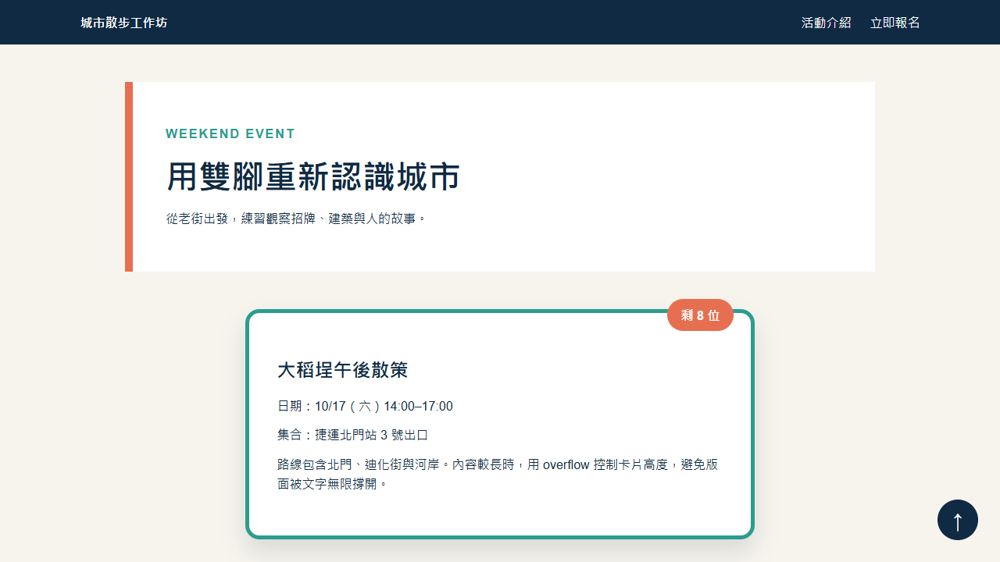 城市散步工作坊
活動介紹 立即報名
WEEKEND EVENT
用雙腳重新認識城市
從老街出發，練習觀察招牌、建築與人的故事。
剩 8 位
大稻埕午後散策
日期：10/17（六）14:00–17:00
集合：捷運北門站 3 號出口
路線包含北門、迪化街與河岸。內容較長時，用 overflow 控制卡片高度，避免版
面被文字無限撐開。
↑